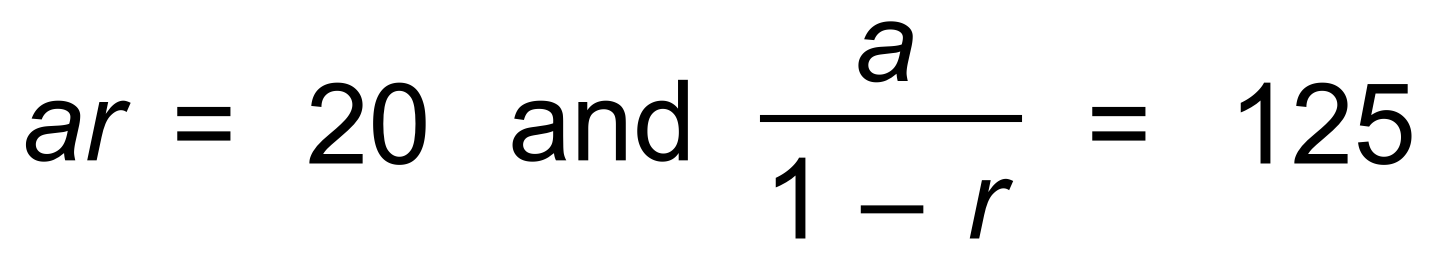 ar = 20 and a/(1 – r) = 125